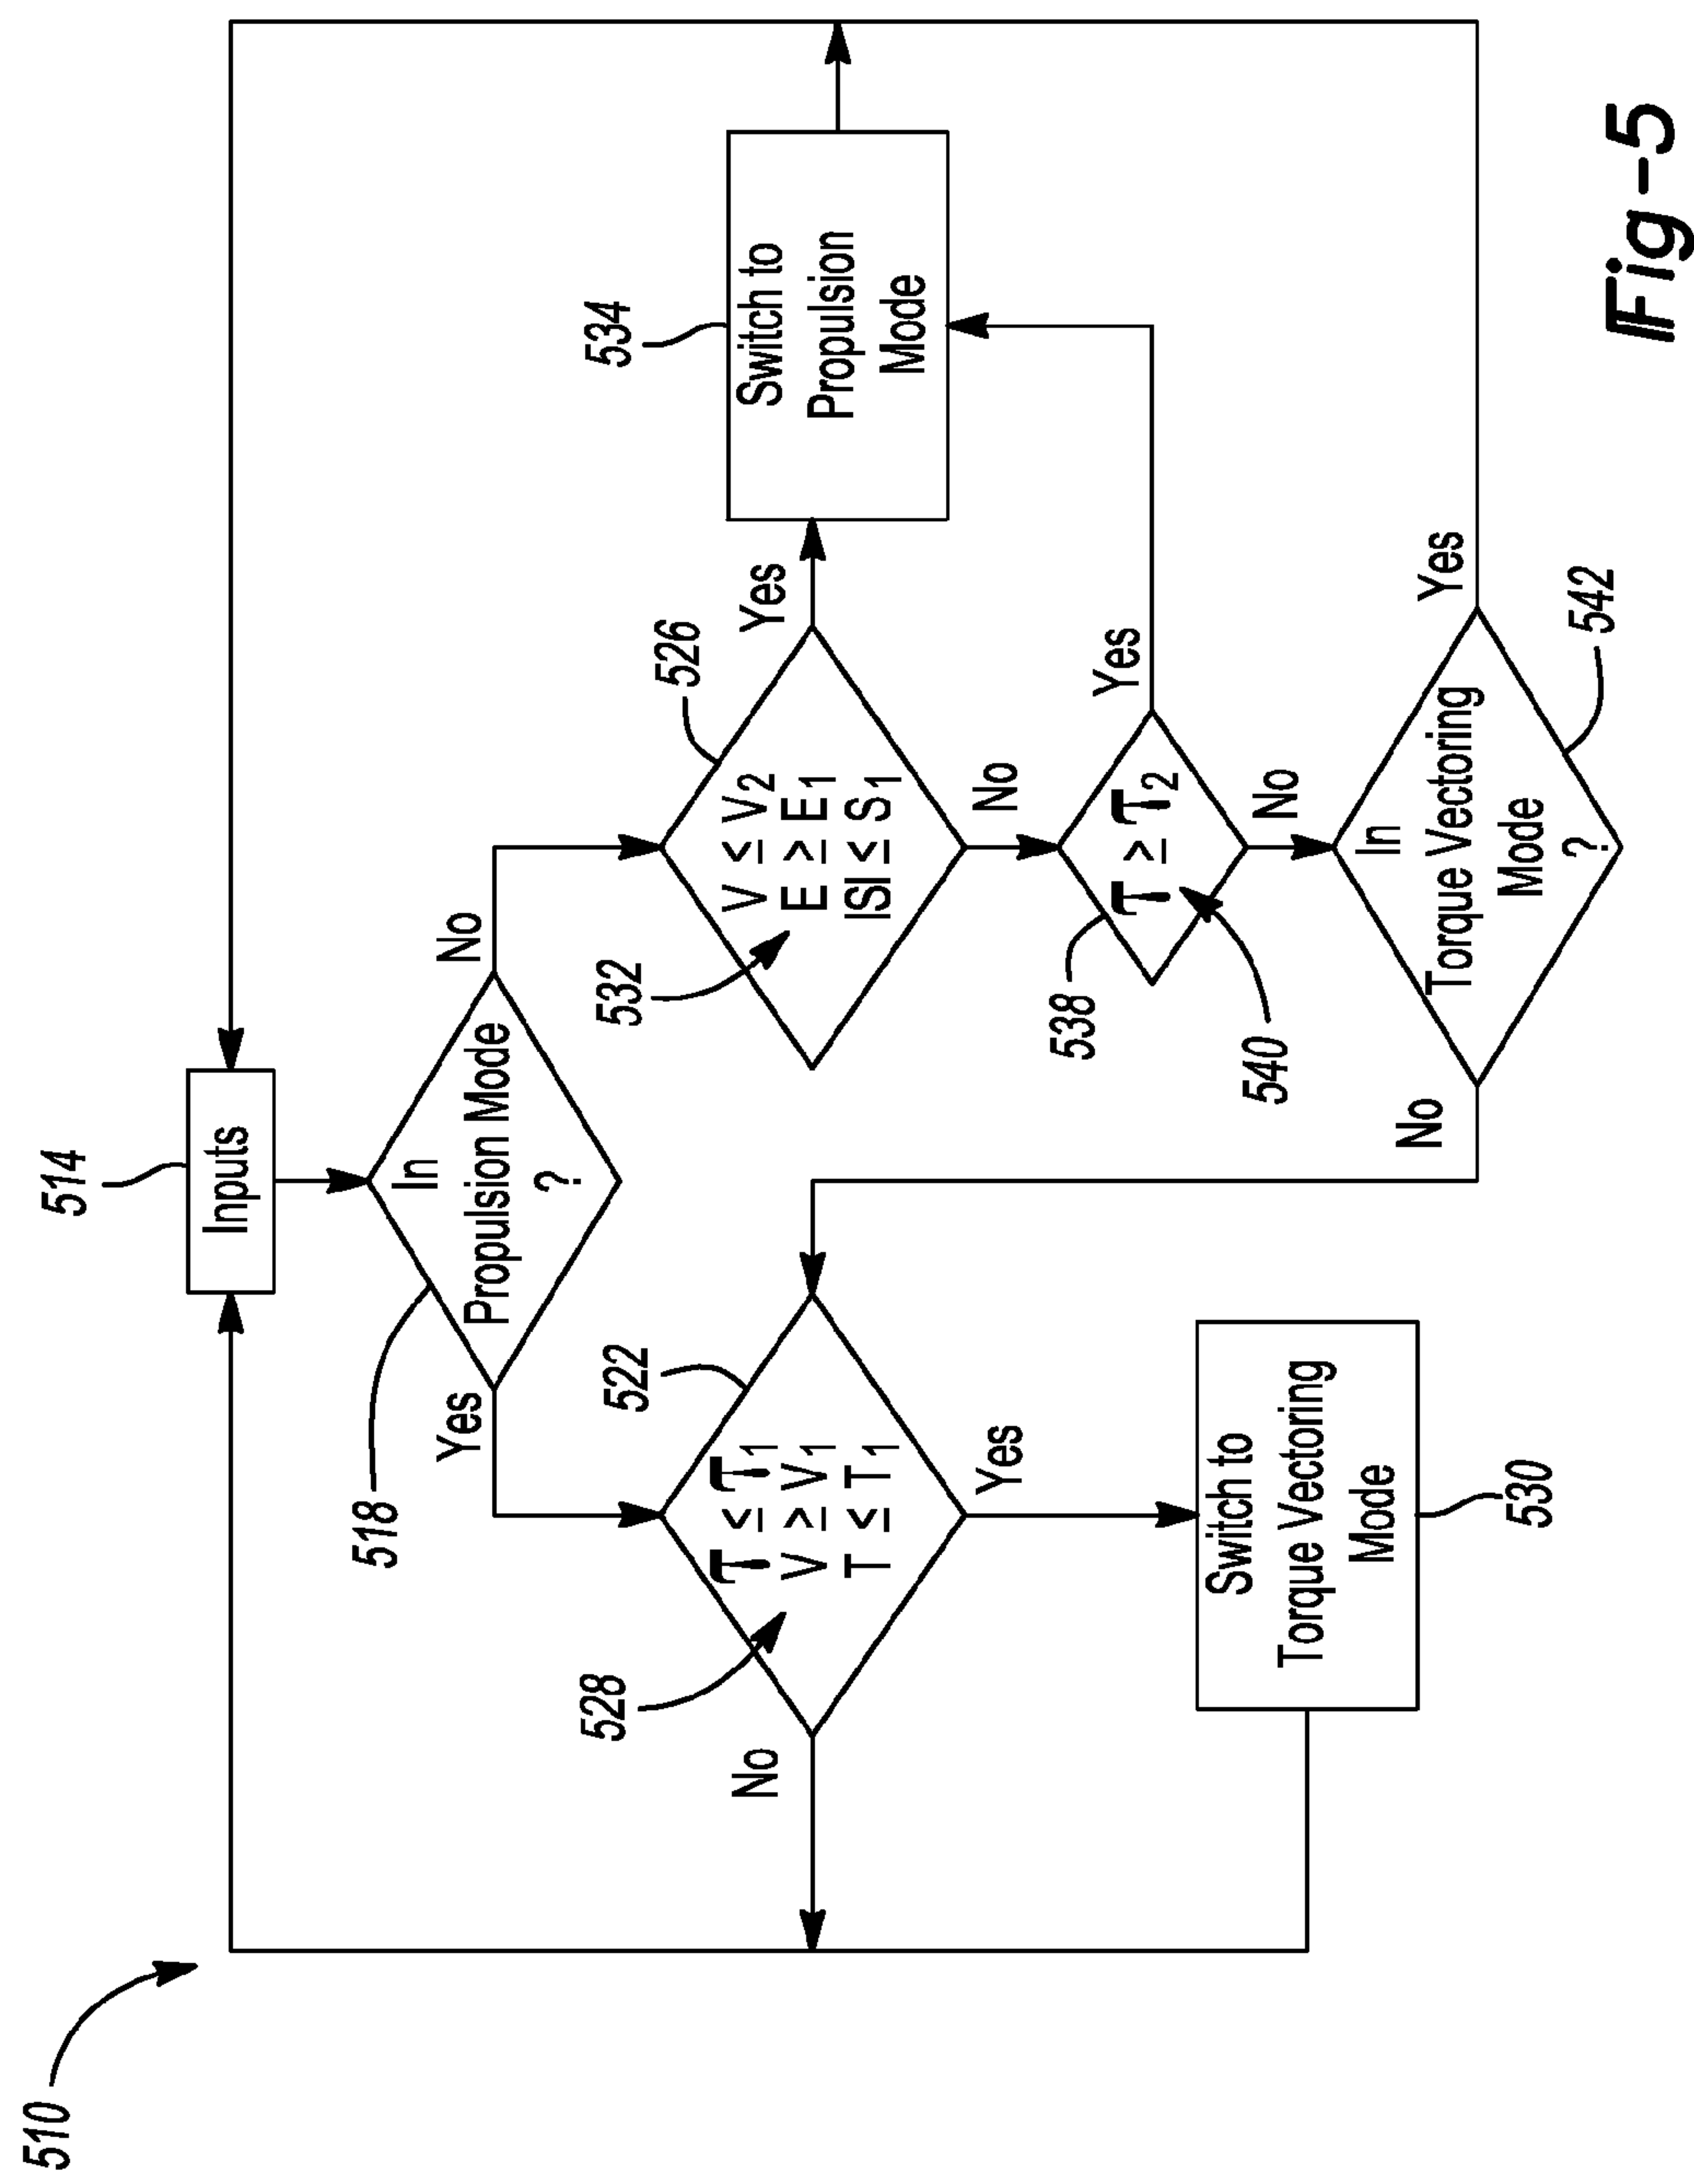 510
514
Inputs
518
In
Propulsion Mode
?
Yes
No
522
528
τ ≤ τ1
V ≥ V1
T ≤ T1
No
Yes
526
532
V ≤ V2
E ≥ E1
ISI ≤ S1
Yes
No
534
Switch to
Propulsion
Mode
538
540
τ ≥ τ2
Yes
No
542
In
Torque Vectoring
Mode
?
No
Yes
530
Switch to
Torque Vectoring
Mode
Fig-5